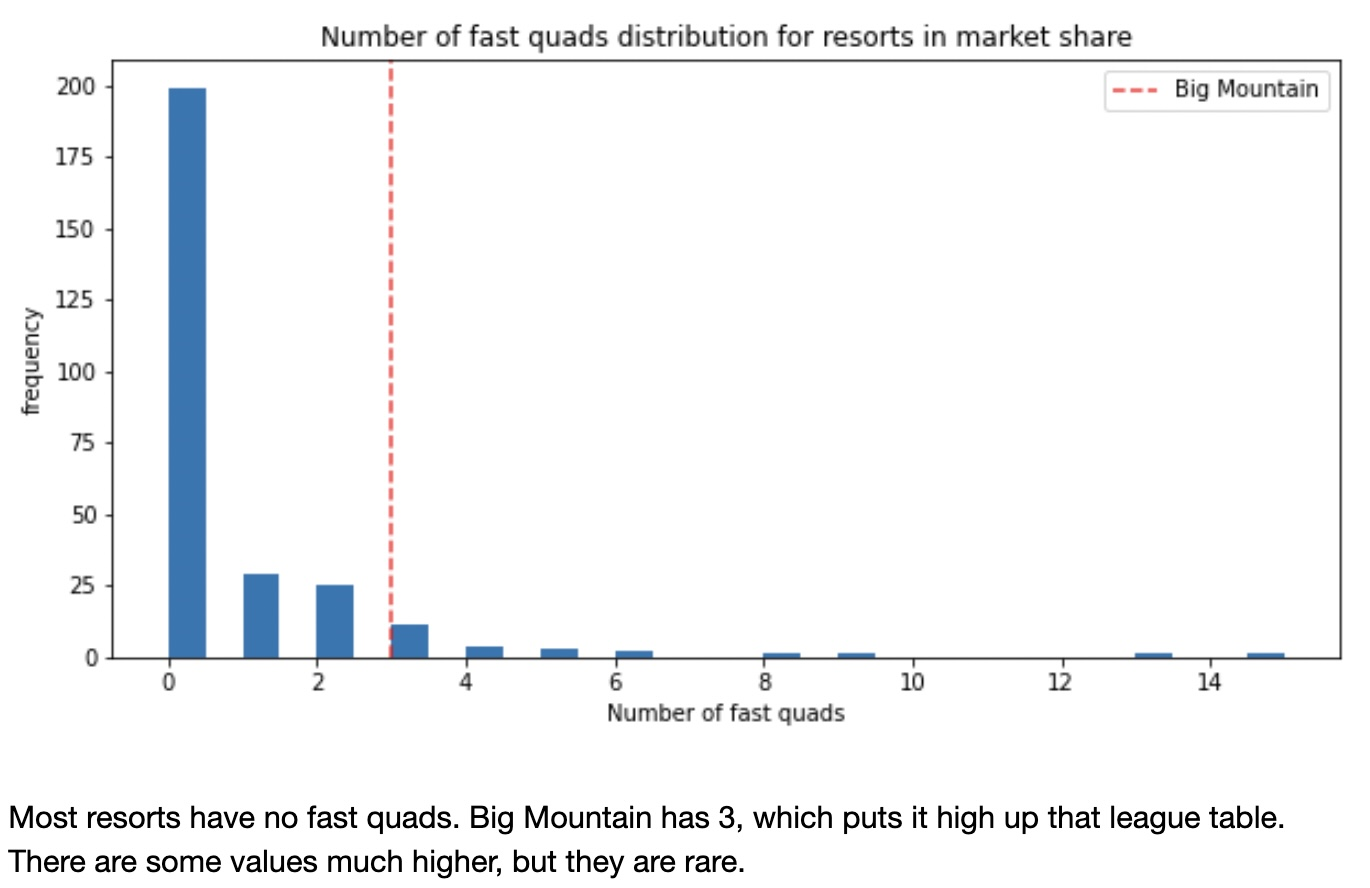 Number of fast quads distribution for resorts in market share
Big Mountain
200
175
150
125
100
75
50
25
0
frequency
0 2 4 6 8 10 12 14
Number of fast quads
Most resorts have no fast quads. Big Mountain has 3, which puts it high up that league table.
There are some values much higher, but they are rare.